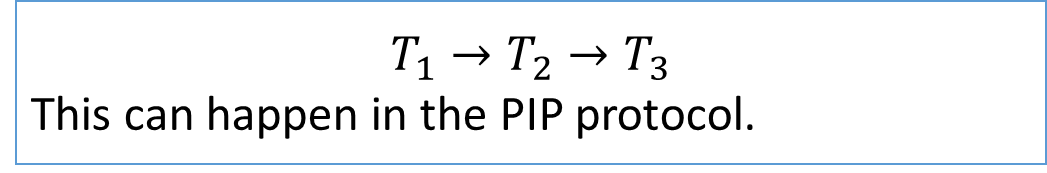 T₁ → T₂ → T₃
This can happen in the PIP protocol.